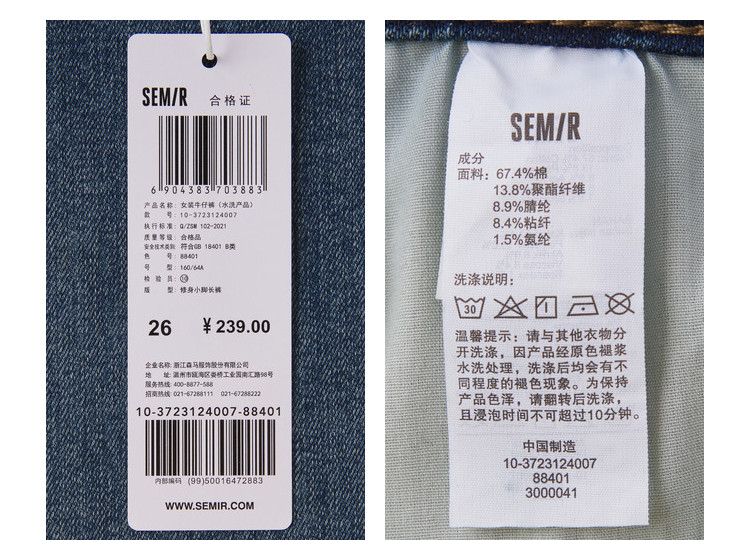 SEMIR 合格证
6 904383 703883
产品名称: 女装牛仔裤 (水洗产品)
款 号: 10-3723124007
执行标准: Q/ZSM 102-2021
质量等级: 合格品
安全技术类别: 符合GB 18401 B类
色 号: 88401
号 型: 160/64A
检 验 员:
版 型: 修身小脚长裤
26 ¥239.00
企业名称: 浙江森马服饰股份有限公司
地 址: 温州市瓯海区娄桥工业园南汇路98号
服务热线: 400-8877-588
招商热线: 021-67288111 021-67288222
10-3723124007-88401
内部编码 (99)50016472883
WWW.SEMIR.COM
SEMIR
成分
面料: 67.4%棉
13.8%聚酯纤维
8.9%腈纶
8.4%粘纤
1.5%氨纶
洗涤说明:
30
温馨提示: 请与其他衣物分
开洗涤, 因产品经原色褪浆
水洗处理, 洗涤后均会有不
同程度的褪色现象。为保持
产品色泽, 请翻转后洗涤,
且浸泡时间不可超过10分钟。
中国制造
10-3723124007
88401
3000041